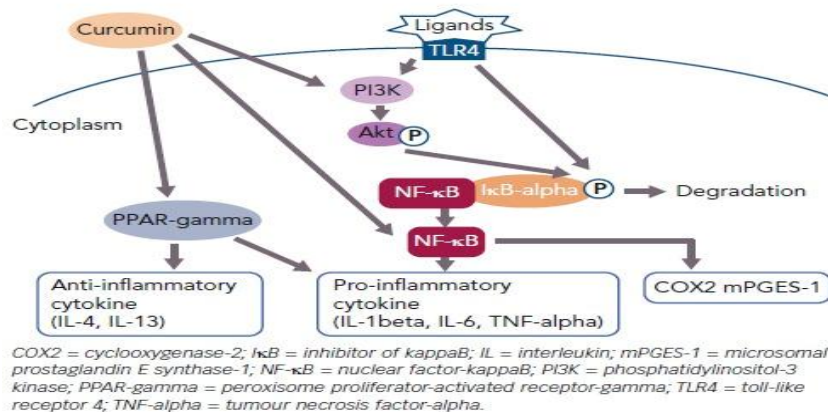 Curcumin
Ligands
TLR4
PI3K
Cytoplasm
Akt P
NF-κB IκB-alpha P Degradation
PPAR-gamma
NF-κB
Anti-inflammatory
cytokine
(IL-4, IL-13)
Pro-inflammatory
cytokine
(IL-1beta, IL-6, TNF-alpha)
COX2 mPGES-1
COX2 = cyclooxygenase-2; IκB = inhibitor of kappaB; IL = interleukin; mPGES-1 = microsomal
prostaglandin E synthase-1; NF-κB = nuclear factor-kappaB; PI3K = phosphatidylinositol-3
kinase; PPAR-gamma = peroxisome proliferator-activated receptor-gamma; TLR4 = toll-like
receptor 4; TNF-alpha = tumour necrosis factor-alpha.